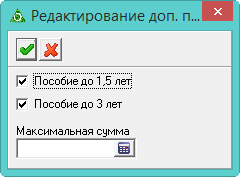 Редактирование доп. п...
Пособие до 1,5 лет
Пособие до 3 лет
Максимальная сумма